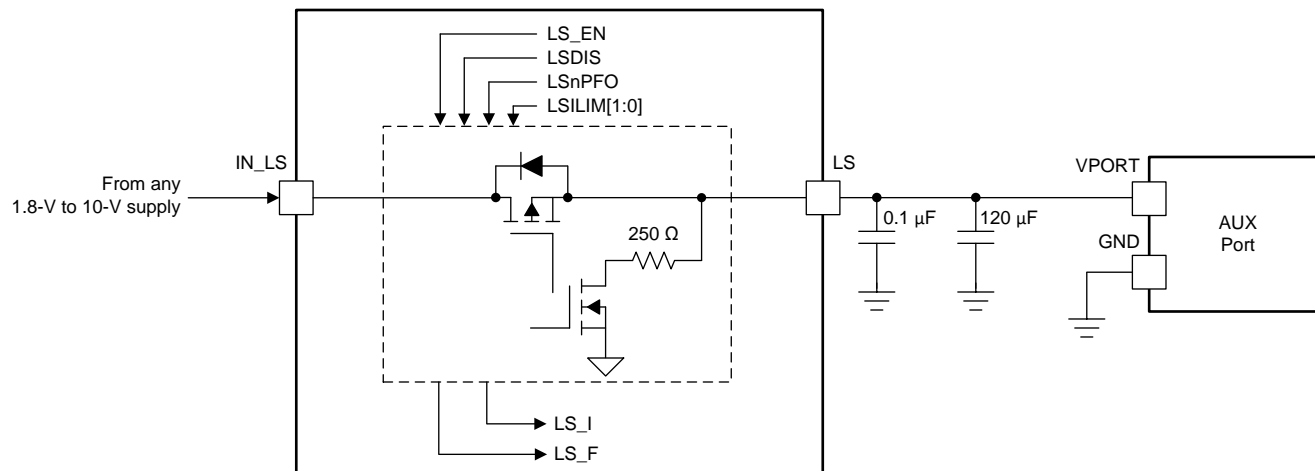 LS_EN
LSDIS
LSnPFO
LSILIM[1:0]
IN_LS
LS
VPORT
From any
1.8-V to 10-V supply
0.1 µF
120 µF
250 Ω
GND
AUX
Port
LS_I
LS_F